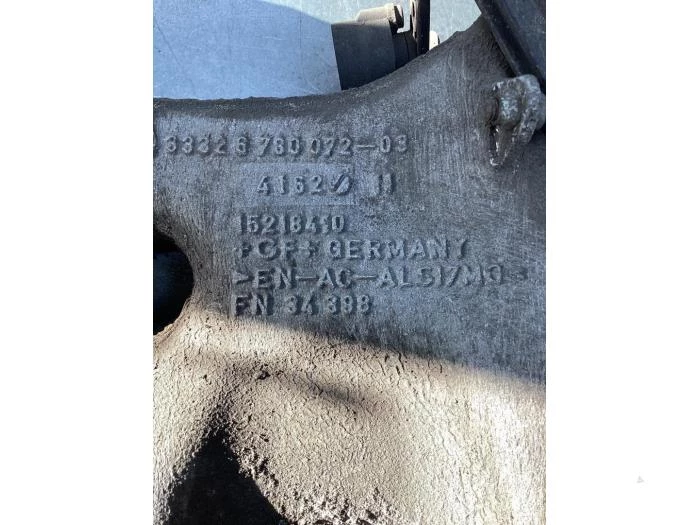 33326 760 072-03
4162 11
15218410
+GF+ GERMANY
>EN-AC-ALSI7MG
FN 34 398